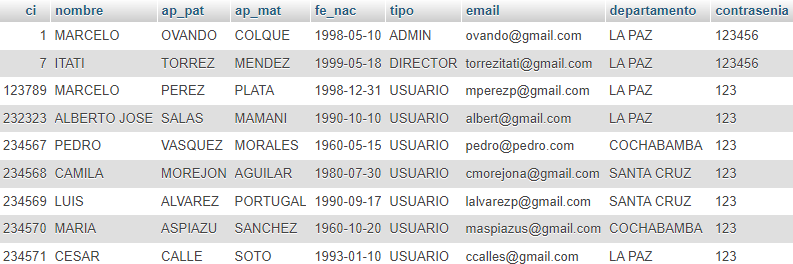 ci nombre ap_pat ap_mat fe_nac tipo email departamento contrasenia
1 MARCELO OVANDO COLQUE 1998-05-10 ADMIN ovando@gmail.com LA PAZ 123456
7 ITATI TORREZ MENDEZ 1999-05-18 DIRECTOR torrezitati@gmail.com LA PAZ 123456
123789 MARCELO PEREZ PLATA 1998-12-31 USUARIO mperezp@gmail.com LA PAZ 123
232323 ALBERTO JOSE SALAS MAMANI 1990-10-10 USUARIO albert@gmail.com LA PAZ 123
234567 PEDRO VASQUEZ MORALES 1960-05-15 USUARIO pedro@pedro.com COCHABAMBA 123
234568 CAMILA MOREJON AGUILAR 1980-07-30 USUARIO cmorejona@gmail.com SANTA CRUZ 123
234569 LUIS ALVAREZ PORTUGAL 1990-09-17 USUARIO lalvarezp@gmail.com SANTA CRUZ 123
234570 MARIA ASPIAZU SANCHEZ 1960-10-20 USUARIO maspiazus@gmail.com COCHABAMBA 123
234571 CESAR CALLE SOTO 1993-01-10 USUARIO ccalles@gmail.com LA PAZ 123